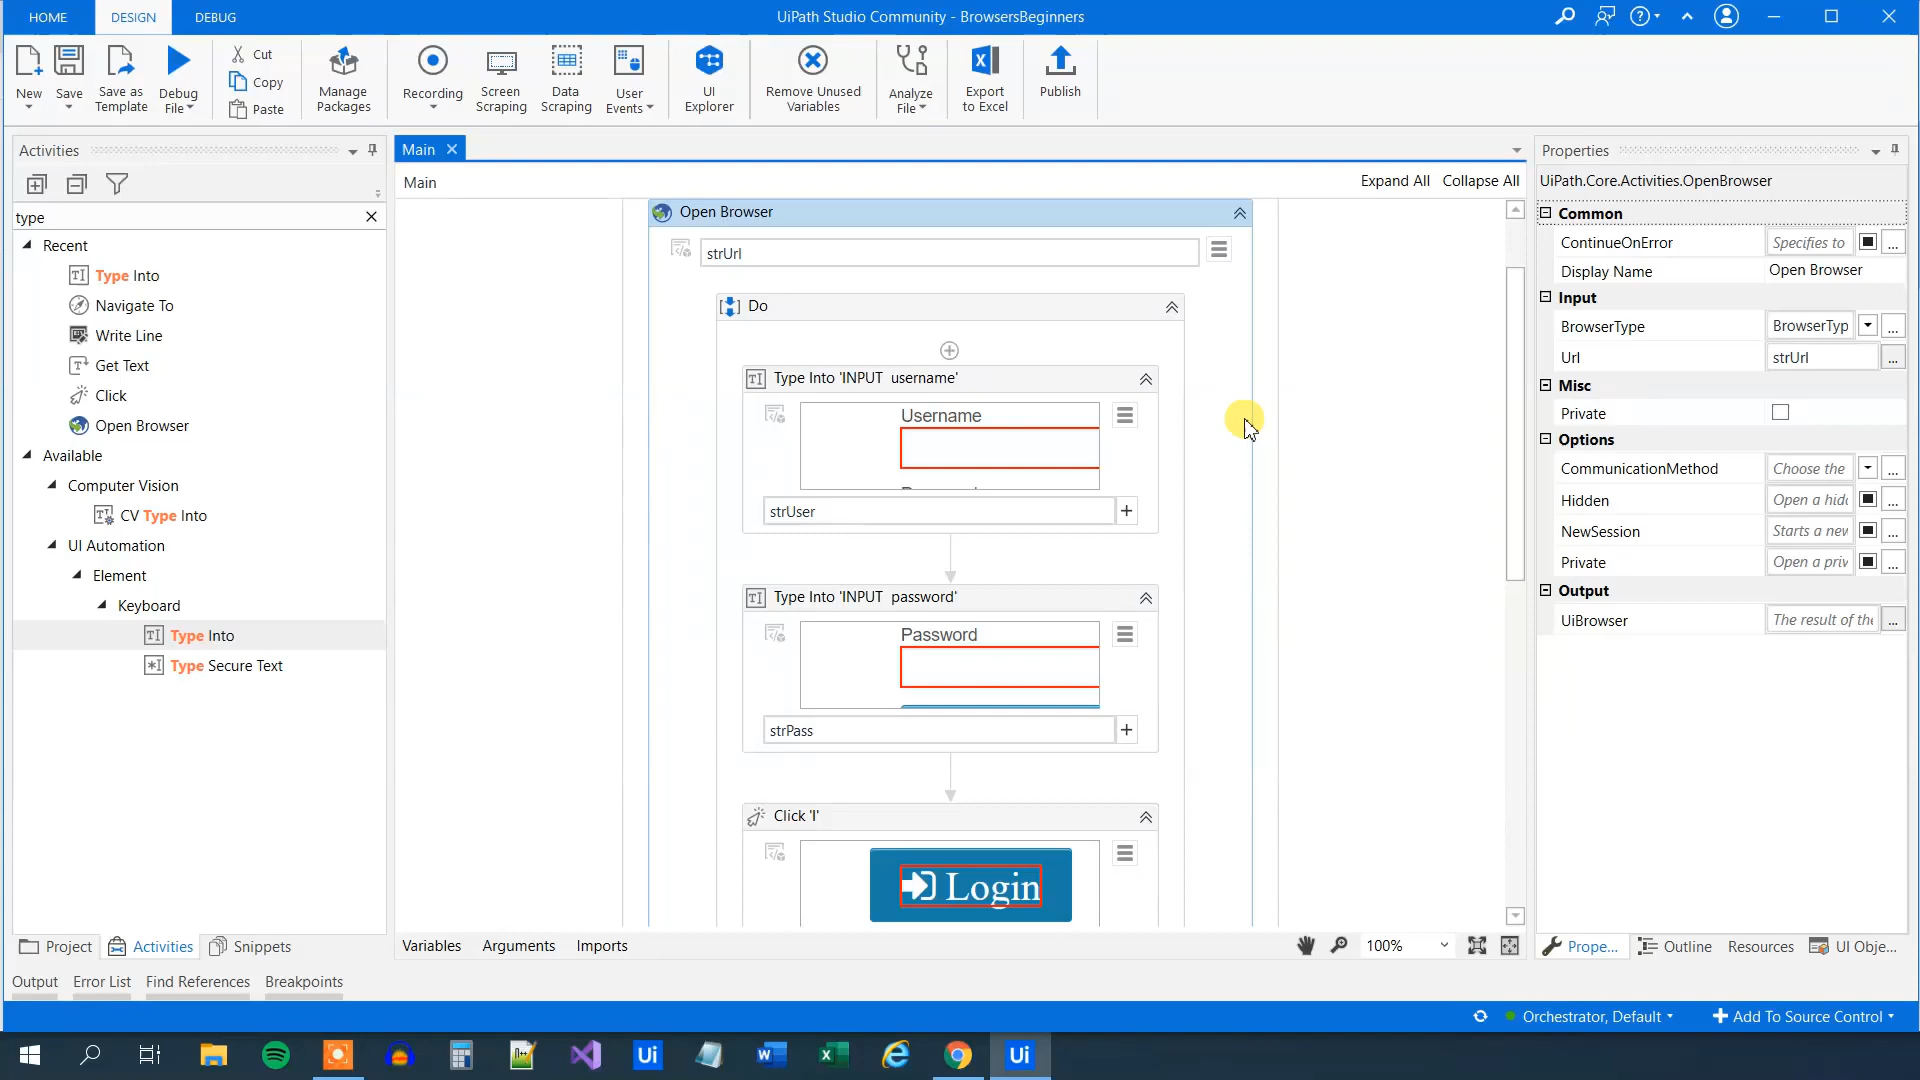 HOME DESIGN DEBUG UiPath Studio Community - BrowsersBeginners
New Save Save as Template Debug File Cut Copy Paste Manage Packages Recording Screen Scraping Data Scraping User Events UI Explorer Remove Unused Variables Analyze File Export to Excel Publish
Activities
type
Recent
Type Into
Navigate To
Write Line
Get Text
Click
Open Browser
Available
Computer Vision
CV Type Into
UI Automation
Element
Keyboard
Type Into
Type Secure Text
Project Activities Snippets
Main
Main Expand All Collapse All
Open Browser
strUrl
Do
Type Into 'INPUT username'
Username
strUser
Type Into 'INPUT password'
Password
strPass
Click 'I'
Login
Variables Arguments Imports 100%
Properties
UiPath.Core.Activities.OpenBrowser
Common
ContinueOnError Specifies to ...
Display Name Open Browser
Input
BrowserType BrowserTyp ...
Url strUrl ...
Misc
Private
Options
CommunicationMethod Choose the ...
Hidden Open a hid ...
NewSession Starts a new ...
Private Open a priv ...
Output
UiBrowser The result of the ...
Prope... Outline Resources UI Obje...
Output Error List Find References Breakpoints
Orchestrator, Default Add To Source Control
Ui Ui